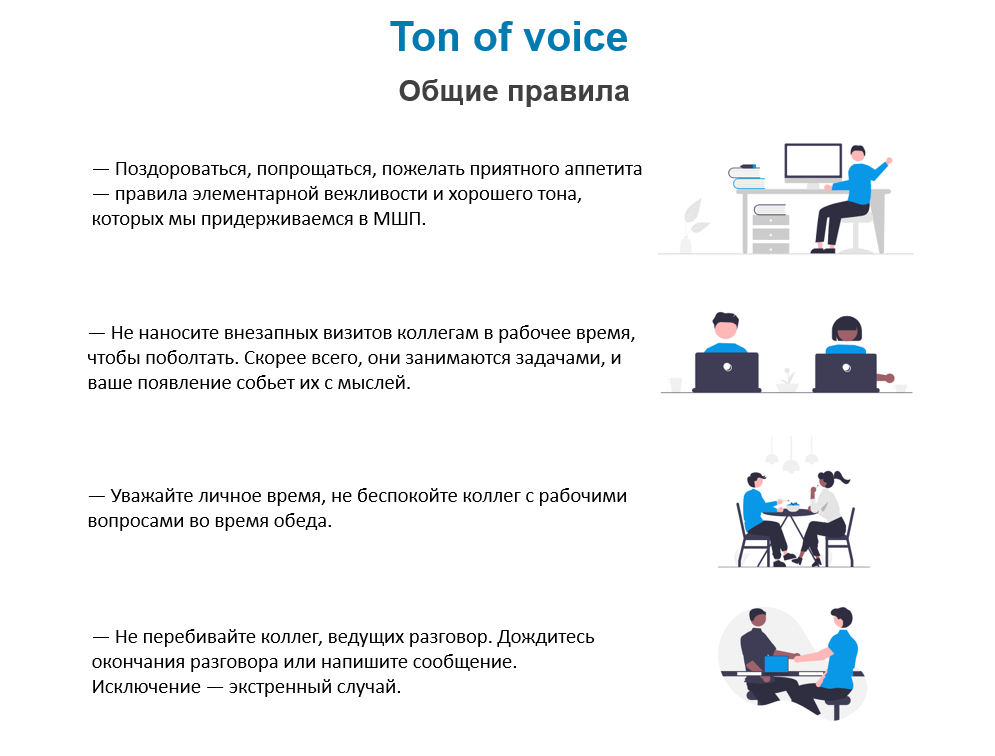 Ton of voice
Общие правила
— Поздороваться, попрощаться, пожелать приятного аппетита
— правила элементарной вежливости и хорошего тона,
которых мы придерживаемся в МШП.
— Не наносите внезапных визитов коллегам в рабочее время,
чтобы поболтать. Скорее всего, они занимаются задачами, и
ваше появление собьет их с мыслей.
— Уважайте личное время, не беспокойте коллег с рабочими
вопросами во время обеда.
— Не перебивайте коллег, ведущих разговор. Дождитесь
окончания разговора или напишите сообщение.
Исключение — экстренный случай.